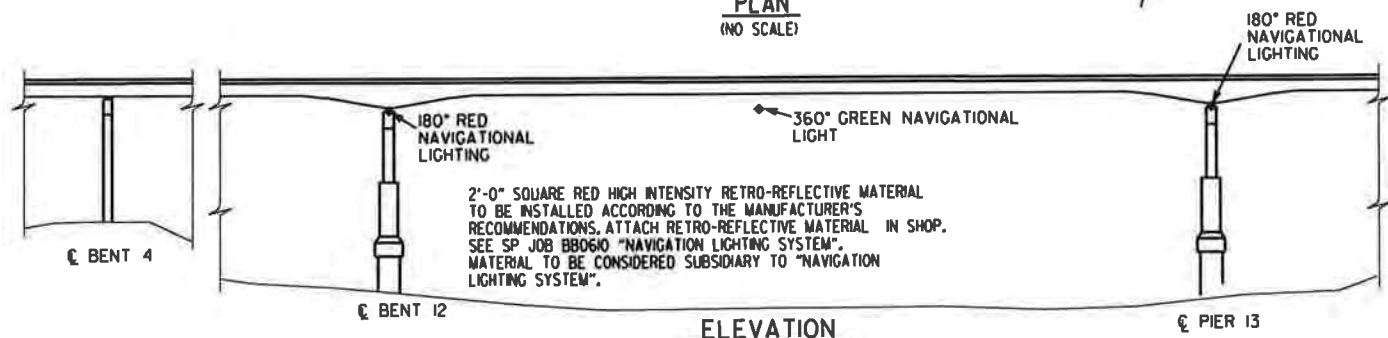 PLAN
(NO SCALE)
180° RED
NAVIGATIONAL
LIGHTING
180° RED
NAVIGATIONAL
LIGHTING
360° GREEN NAVIGATIONAL
LIGHT
2'-0" SQUARE RED HIGH INTENSITY RETRO-REFLECTIVE MATERIAL
TO BE INSTALLED ACCORDING TO THE MANUFACTURER'S
RECOMMENDATIONS. ATTACH RETRO-REFLECTIVE MATERIAL IN SHOP.
SEE SP JOB BB0610 "NAVIGATION LIGHTING SYSTEM".
MATERIAL TO BE CONSIDERED SUBSIDIARY TO "NAVIGATION
LIGHTING SYSTEM".
℄ BENT 4
℄ BENT 12
ELEVATION
℄ PIER 13